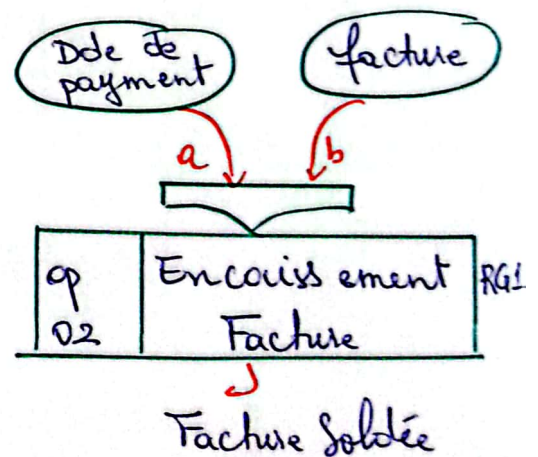 Dde de
payment
facture
a
b
op
02
Encaissement
Facture
RG1
Facture Soldée